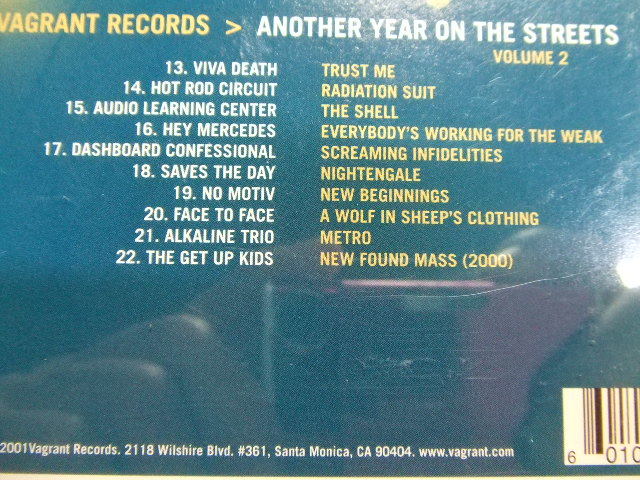 VAGRANT RECORDS > ANOTHER YEAR ON THE STREETS
VOLUME 2
13. VIVA DEATH TRUST ME
14. HOT ROD CIRCUIT RADIATION SUIT
15. AUDIO LEARNING CENTER THE SHELL
16. HEY MERCEDES EVERYBODY'S WORKING FOR THE WEAK
17. DASHBOARD CONFESSIONAL SCREAMING INFIDELITIES
18. SAVES THE DAY NIGHTENGALE
19. NO MOTIV NEW BEGINNINGS
20. FACE TO FACE A WOLF IN SHEEP'S CLOTHING
21. ALKALINE TRIO METRO
22. THE GET UP KIDS NEW FOUND MASS (2000)
2001Vagrant Records. 2118 Wilshire Blvd. #361, Santa Monica, CA 90404. www.vagrant.com
6 010